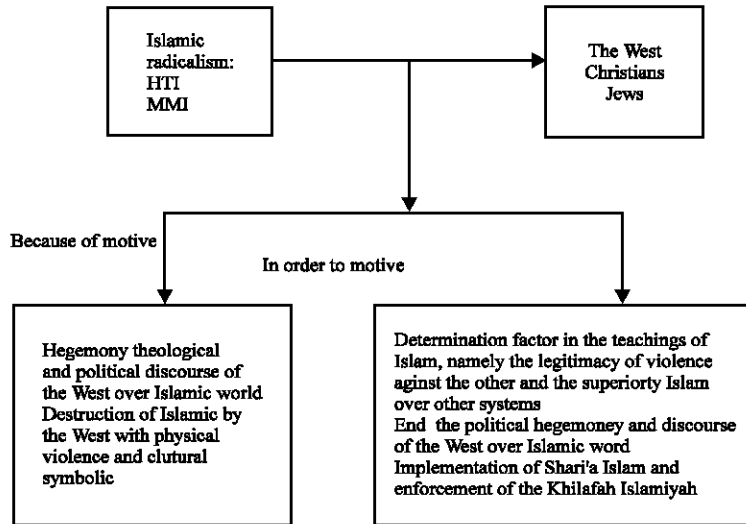 Islamic
radicalism:
HTI
MMI
The West
Christians
Jews
Because of motive
In order to motive
Hegemony theological
and political discourse of
the West over Islamic world
Destruction of Islamic by
the West with physical
violence and clutural
symbolic
Determination factor in the teachings of
Islam, namely the legitimacy of violence
aginst the other and the superiorty Islam
over other systems
End the political hegemoney and discourse
of the West over Islamic word
Implementation of Shari'a Islam and
enforcement of the Khilafah Islamiyah